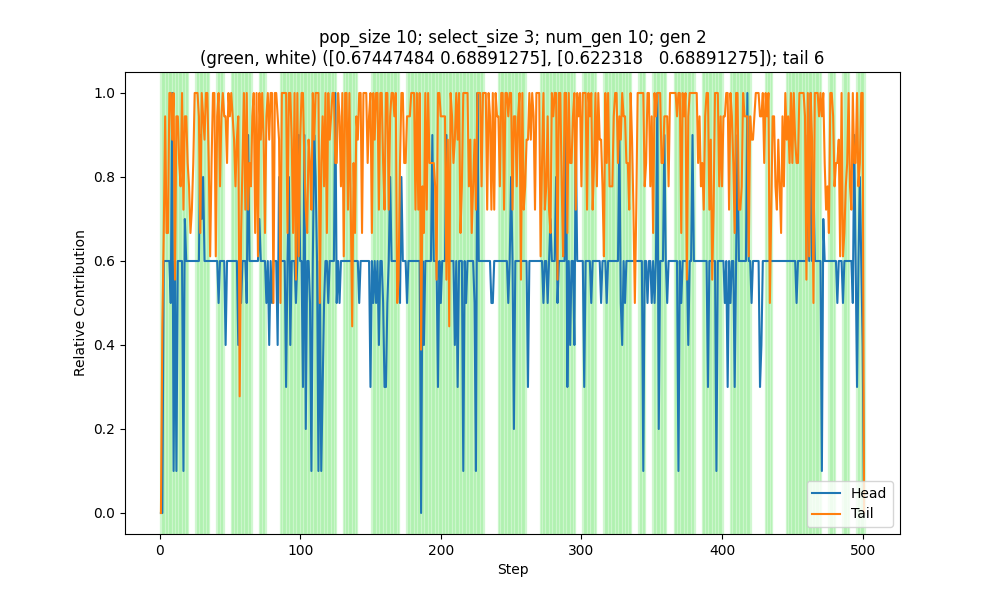 pop_size 10; select_size 3; num_gen 10; gen 2
(green, white) ([0.67447484 0.68891275], [0.622318   0.68891275]); tail 6
1.0
0.8
0.6
0.4
0.2
0.0
Relative Contribution
Head
Tail
0
100
200
300
400
500
Step